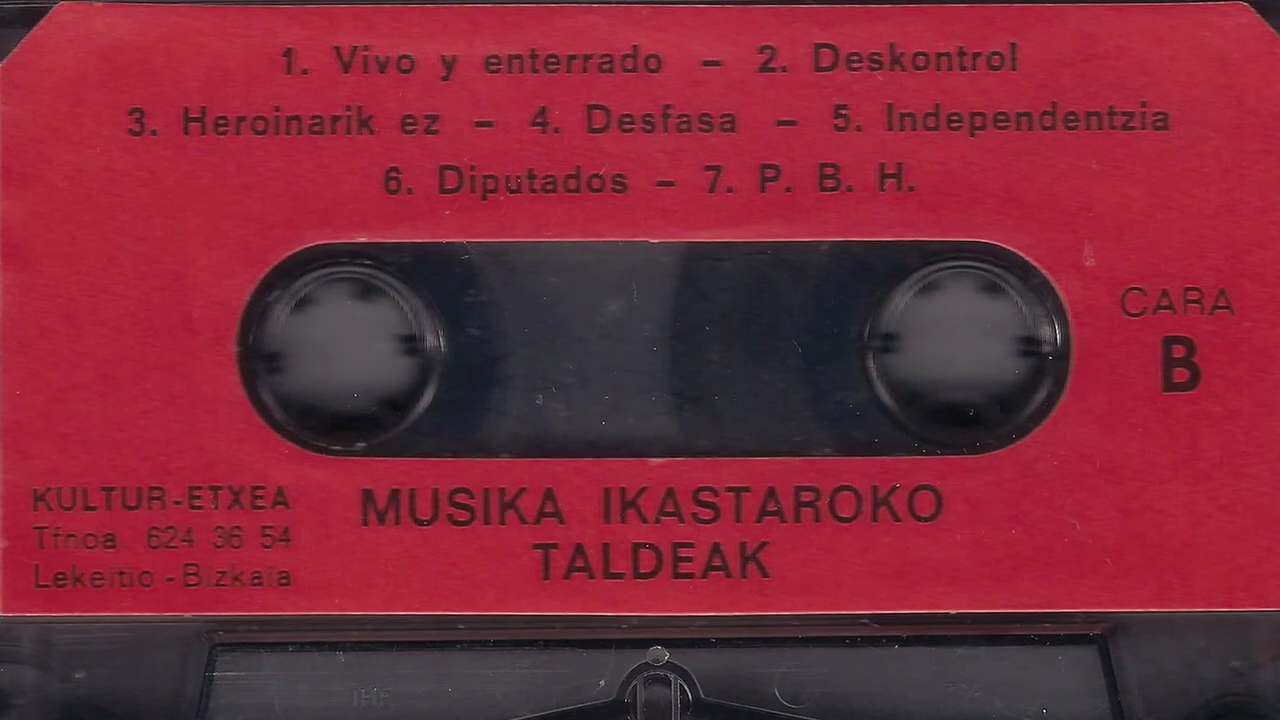 1. Vivo y enterrado – 2. Deskontrol
3. Heroinarik ez – 4. Desfasa – 5. Independentzia
6. Diputados – 7. P. B. H.
CARA
B
KULTUR-ETXEA
Tfnoa. 624 36 54
Lekeitio - Bizkaia
MUSIKA IKASTAROKO
TALDEAK